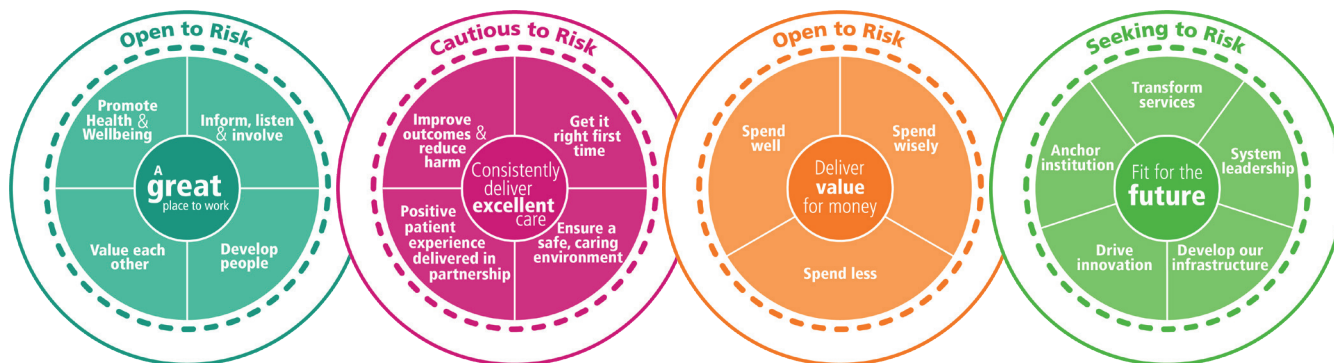 Open to Risk
Promote
Health &
Wellbeing
Inform, listen
& involve
A
great
place to work
Value each
other
Develop
people
Cautious to Risk
Improve
outcomes &
reduce
harm
Get it
right first
time
Consistently
deliver
excellent
care
Positive
patient
experience
delivered in
partnership
Ensure a
safe, caring
environment
Open to Risk
Spend
well
Spend
wisely
Deliver
value
for money
Spend less
Seeking to Risk
Transform
services
Anchor
institution
System
leadership
Fit for the
future
Drive
innovation
Develop our
infrastructure